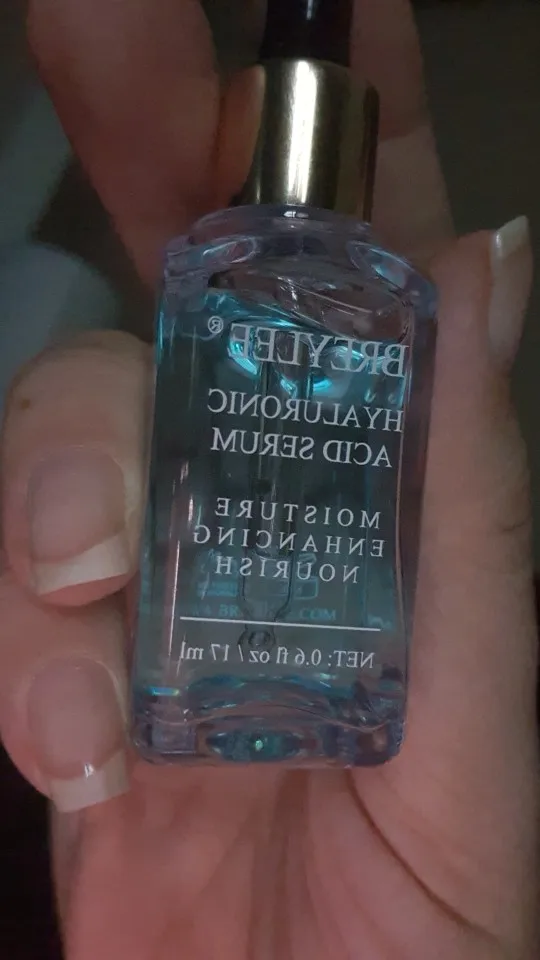 BREYLEE®
HYALURONIC
ACID SERUM
MOISTURE
ENHANCING
NOURISH
NET: 0.6 fl oz / 17 ml